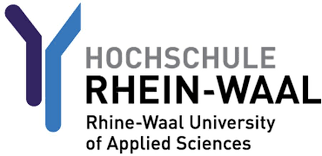 HOCHSCHULE
RHEIN-WAAL
Rhine-Waal University
of Applied Sciences